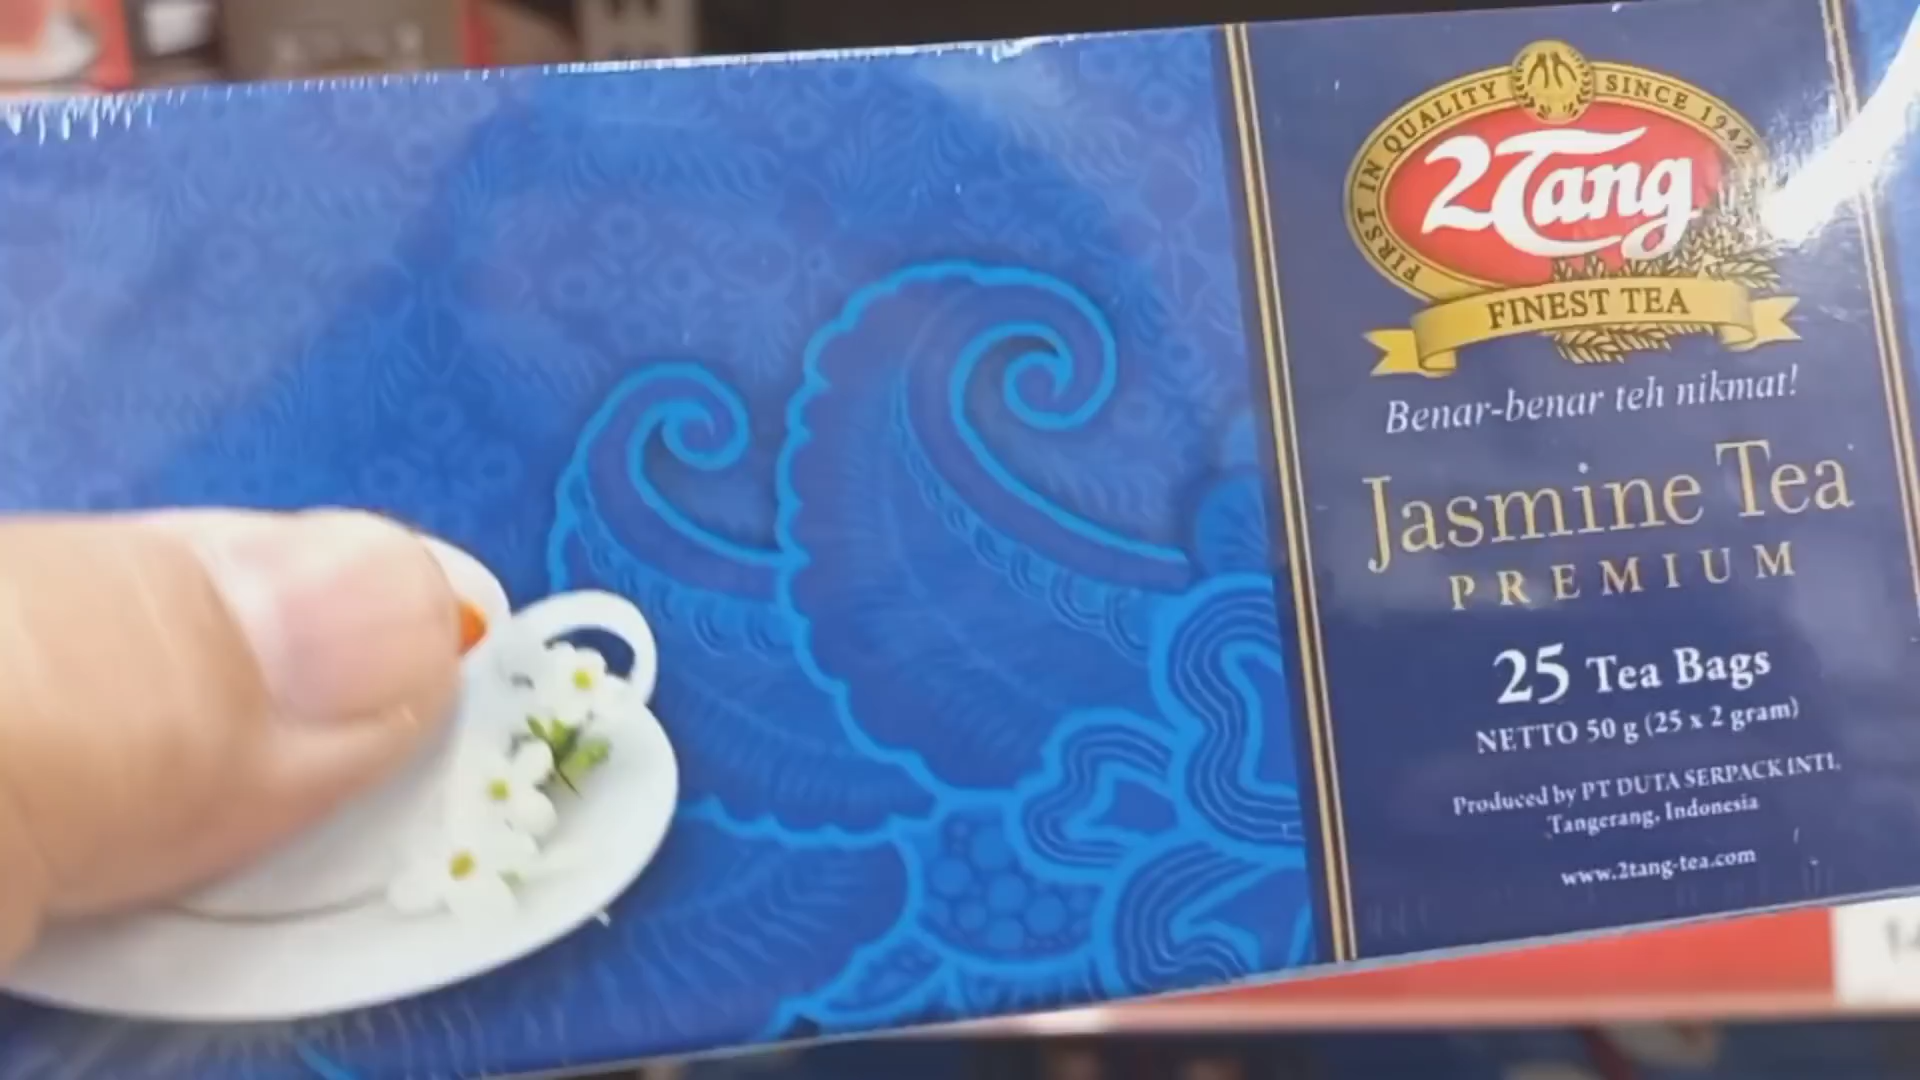 FIRST IN QUALITY SINCE 1942
2Tang
FINEST TEA
Benar-benar teh nikmat!
Jasmine Tea
PREMIUM
25 Tea Bags
NETTO 50 g (25 x 2 gram)
Produced by PT DUTA SERPACK INTL.
Tangerang, Indonesia
www.2tang-tea.com